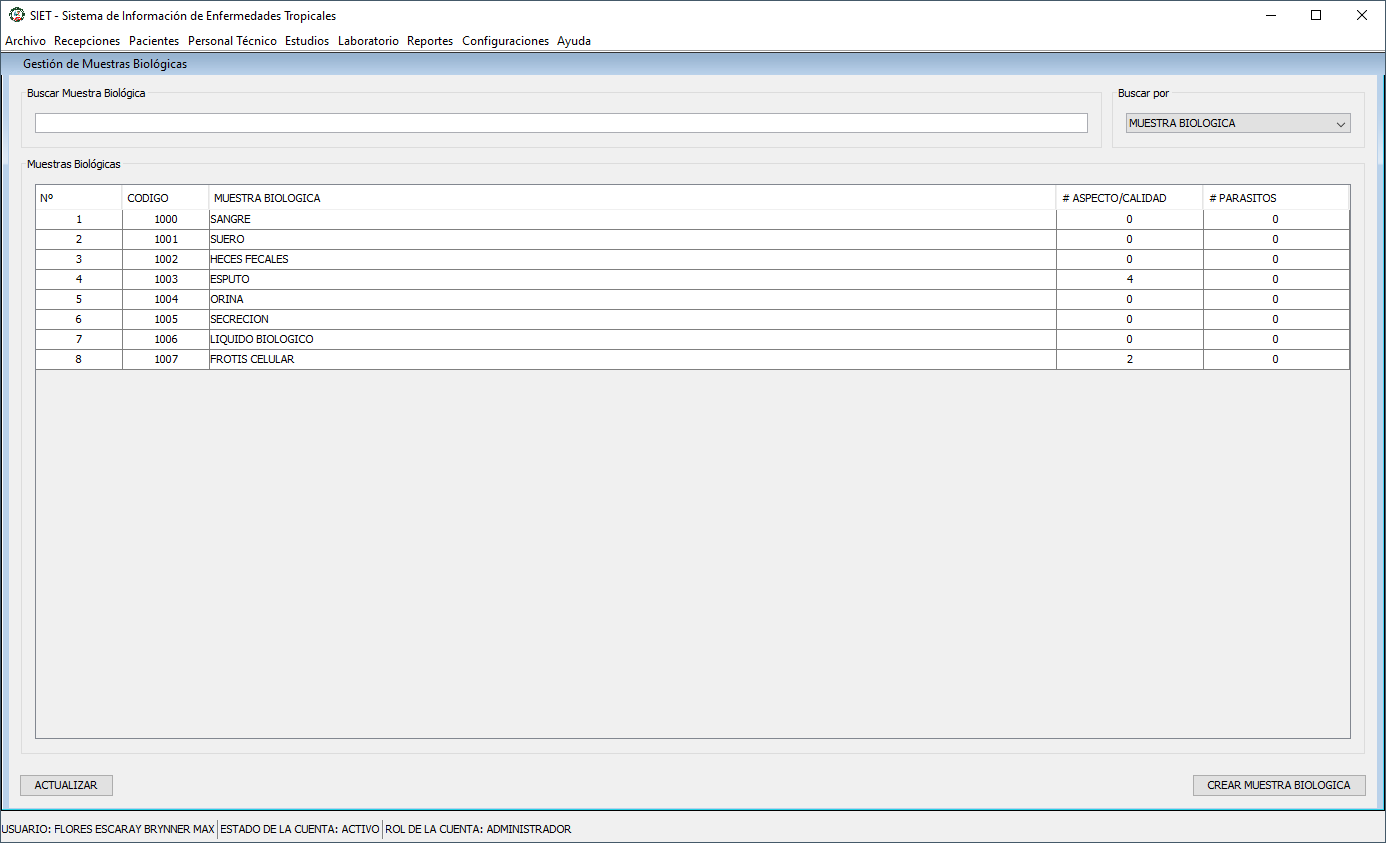 SIET - Sistema de Información de Enfermedades Tropicales
Archivo Recepciones Pacientes Personal Técnico Estudios Laboratorio Reportes Configuraciones Ayuda
Gestión de Muestras Biológicas
Buscar Muestra Biológica
Buscar por
MUESTRA BIOLOGICA
Muestras Biológicas
Nº CODIGO MUESTRA BIOLOGICA # ASPECTO/CALIDAD # PARASITOS
1 1000 SANGRE 0 0
2 1001 SUERO 0 0
3 1002 HECES FECALES 0 0
4 1003 ESPUTO 4 0
5 1004 ORINA 0 0
6 1005 SECRECION 0 0
7 1006 LIQUIDO BIOLOGICO 0 0
8 1007 FROTIS CELULAR 2 0
ACTUALIZAR CREAR MUESTRA BIOLOGICA
USUARIO: FLORES ESCARAY BRYNNER MAX ESTADO DE LA CUENTA: ACTIVO ROL DE LA CUENTA: ADMINISTRADOR